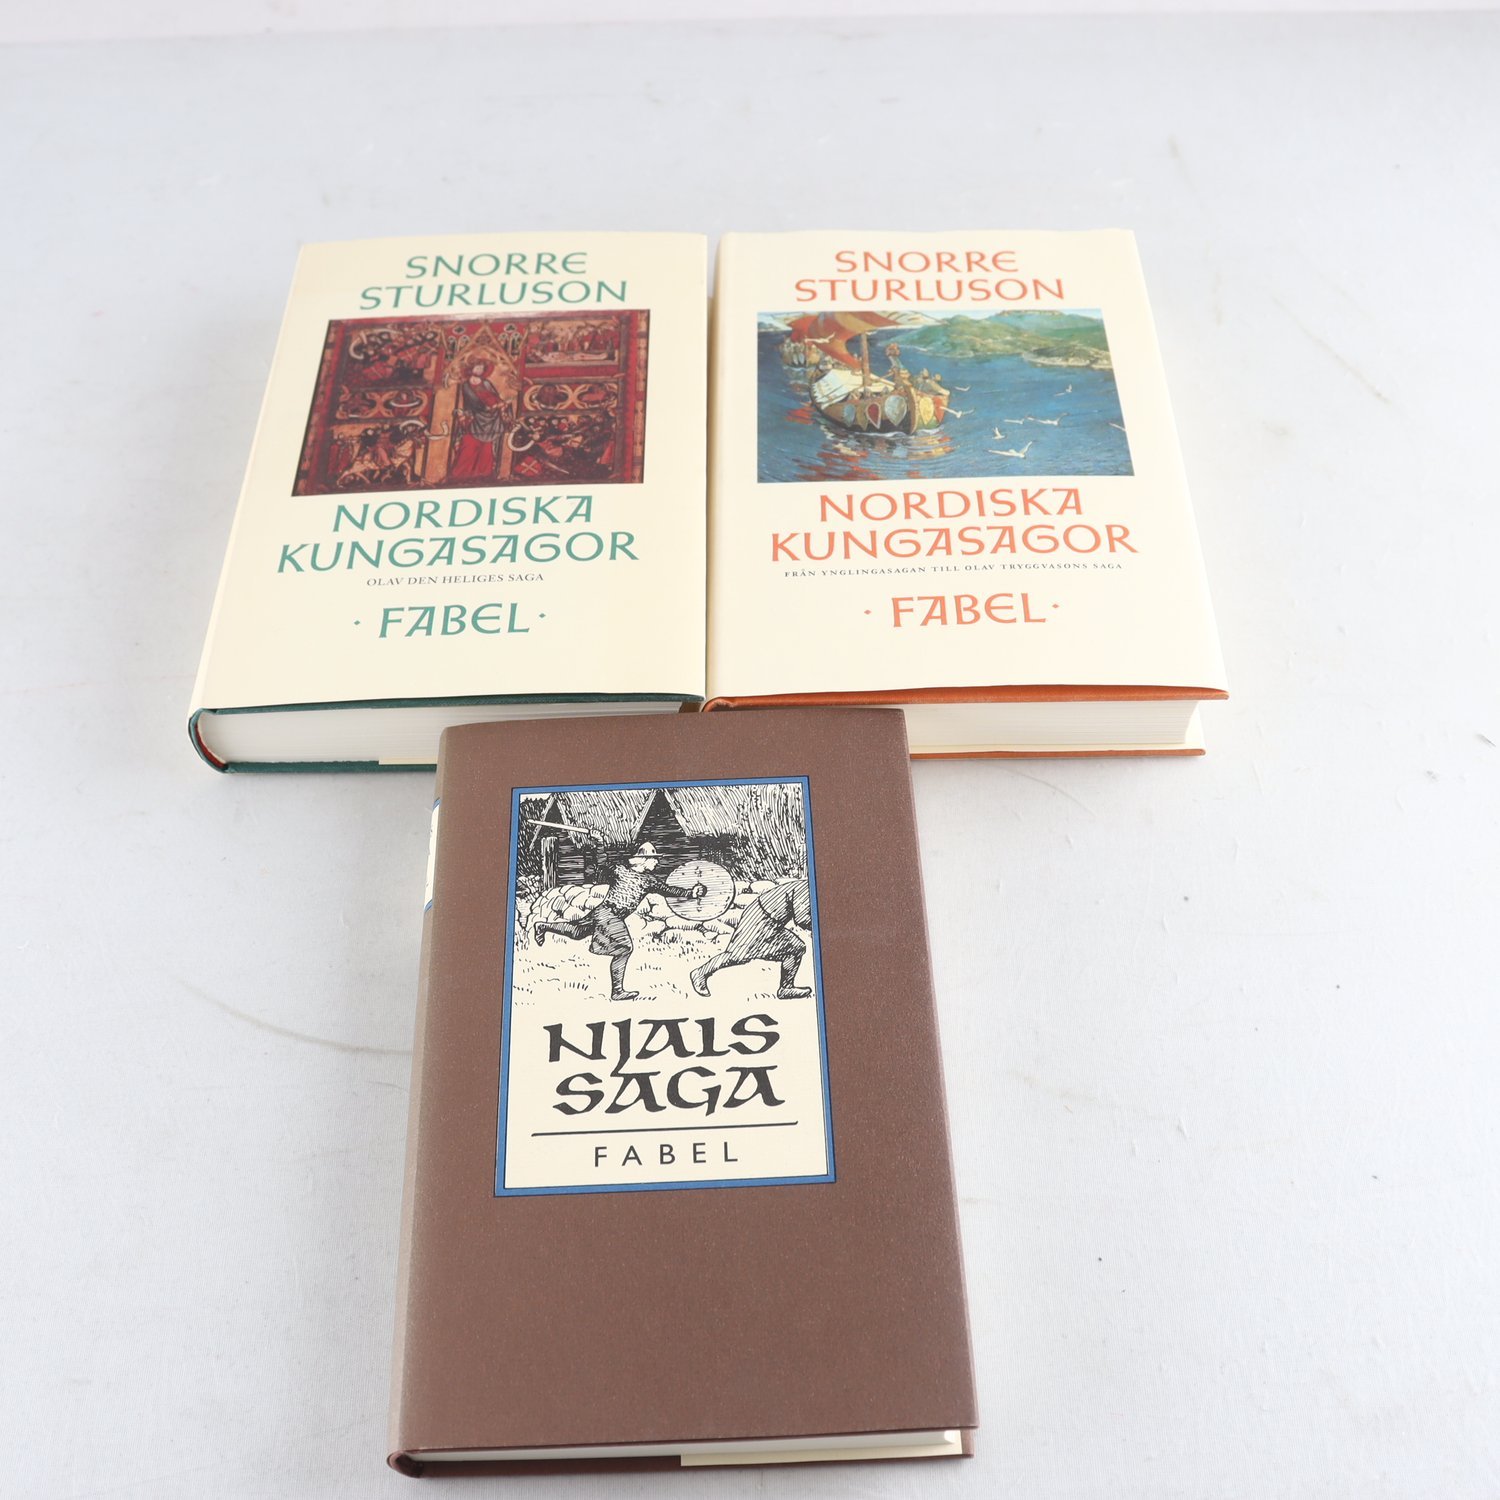 SNORRE
STURLUSON
NORDISKA
KUNGASAGOR
OLAV DEN HELIGES SAGA
· FABEL ·
SNORRE
STURLUSON
NORDISKA
KUNGASAGOR
FRÅN YNGLINGASAGAN TILL OLAV TRYGGVASONS SAGA
· FABEL ·
NJALS
SAGA
FABEL